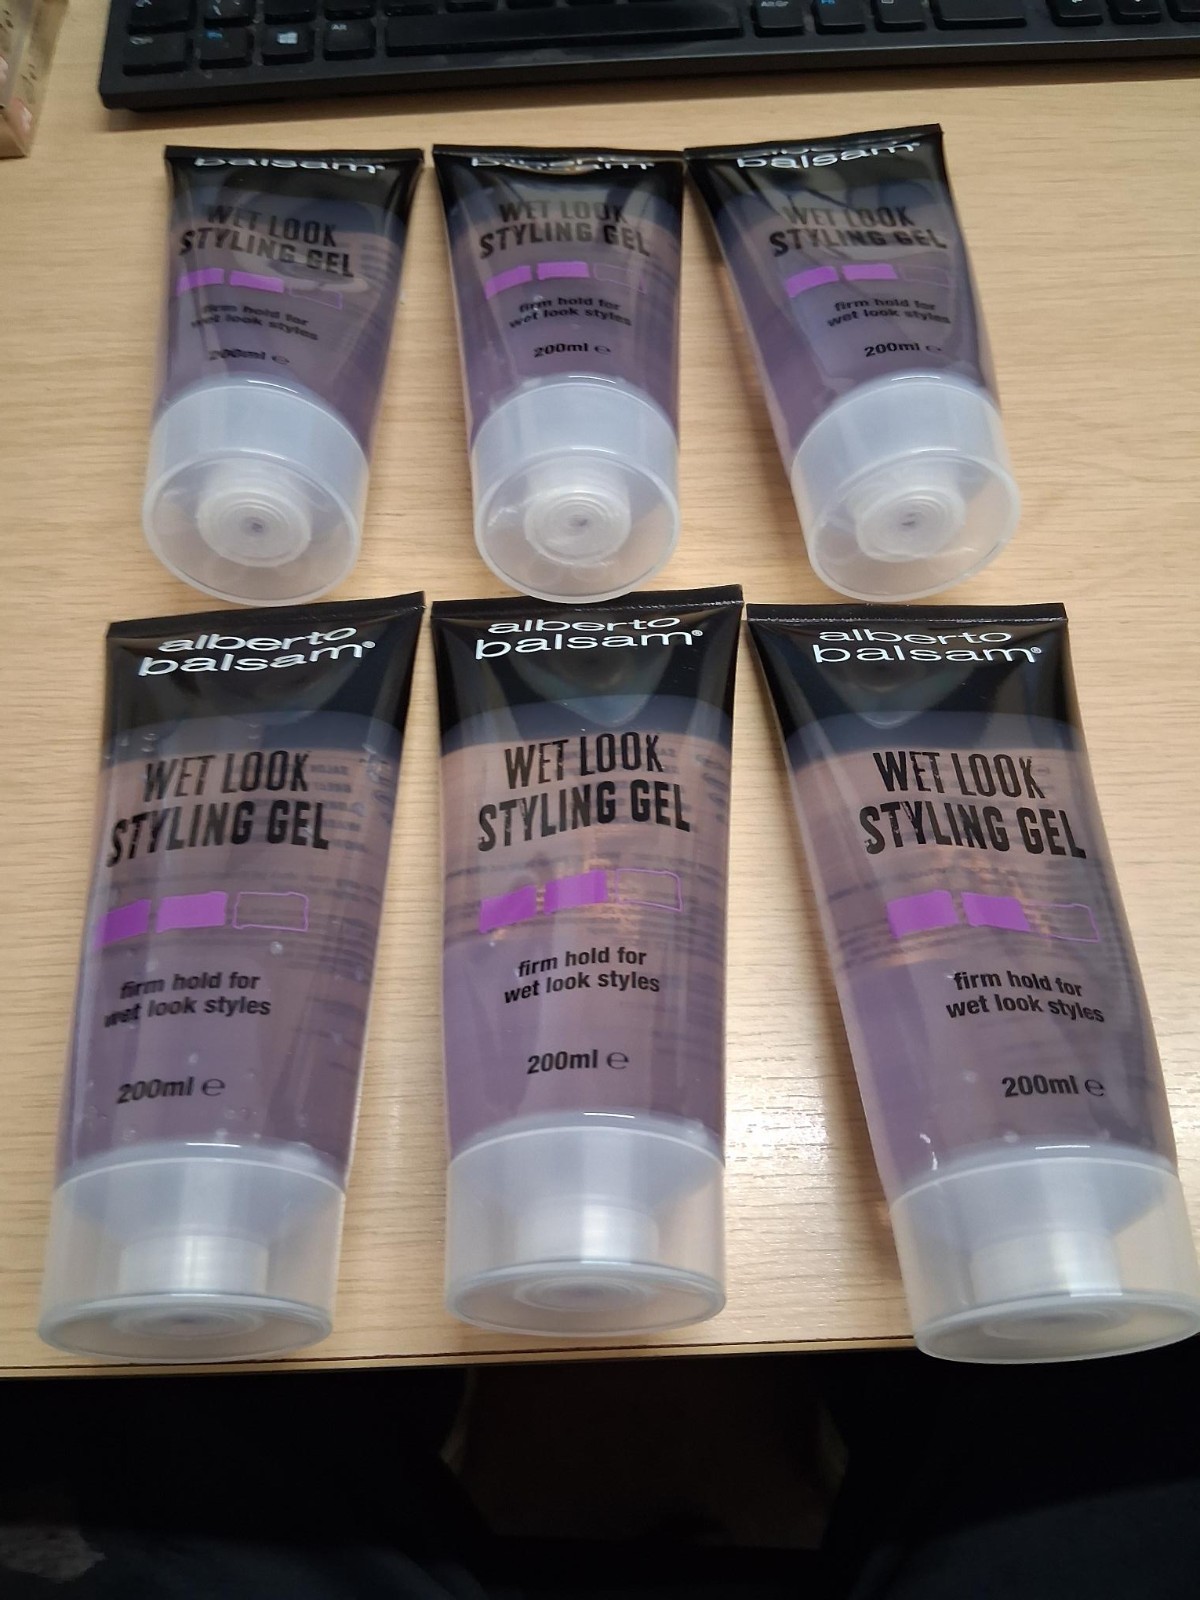 balsam
WET LOOK
STYLING GEL
firm hold for
wet look styles
200ml e
balsam
WET LOOK
STYLING GEL
firm hold for
wet look styles
200ml e
balsam
WET LOOK
STYLING GEL
firm hold for
wet look styles
200ml e
alberto
balsam®
WET LOOK
STYLING GEL
firm hold for
wet look styles
200ml e
alberto
balsam®
WET LOOK
STYLING GEL
firm hold for
wet look styles
200ml e
alberto
balsam®
WET LOOK
STYLING GEL
firm hold for
wet look styles
200ml e